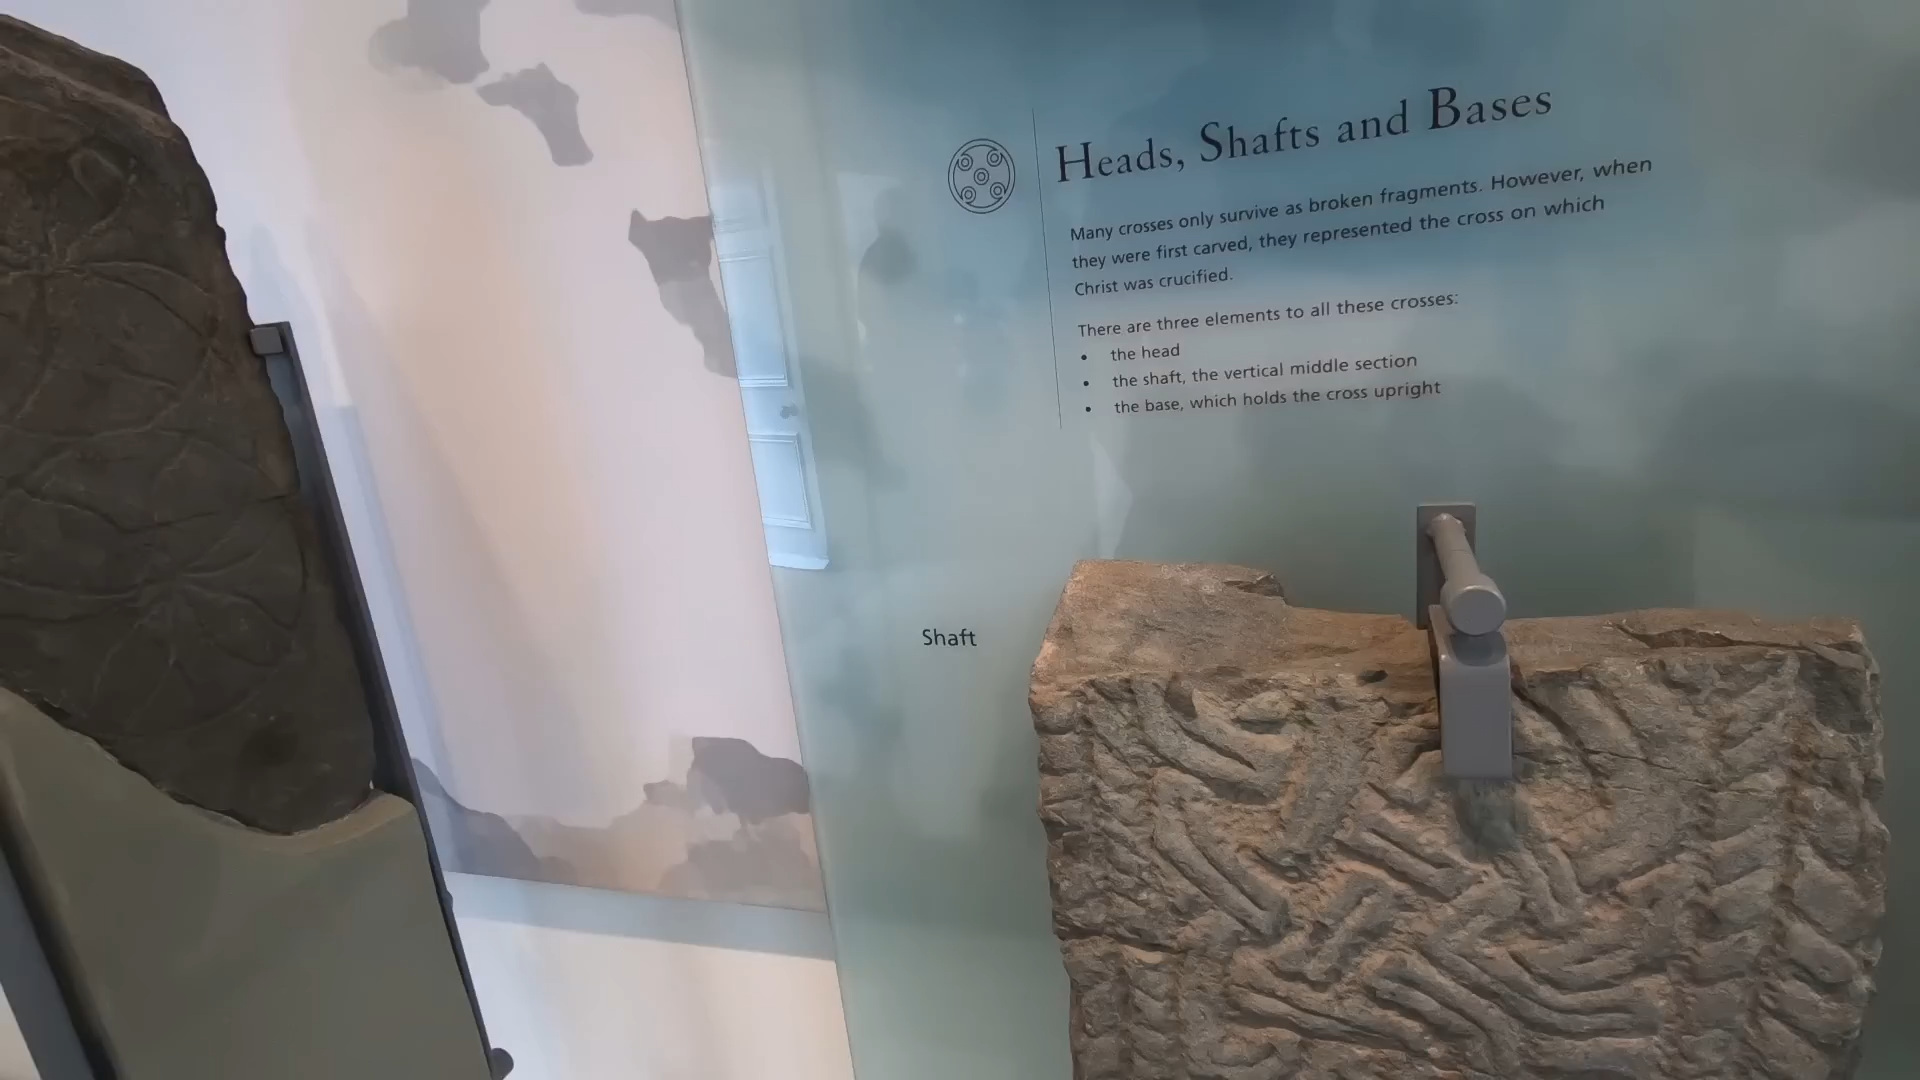 Heads, Shafts and Bases
Many crosses only survive as broken fragments. However, when
they were first carved, they represented the cross on which
Christ was crucified.
There are three elements to all these crosses:
• the head
• the shaft, the vertical middle section
• the base, which holds the cross upright
Shaft